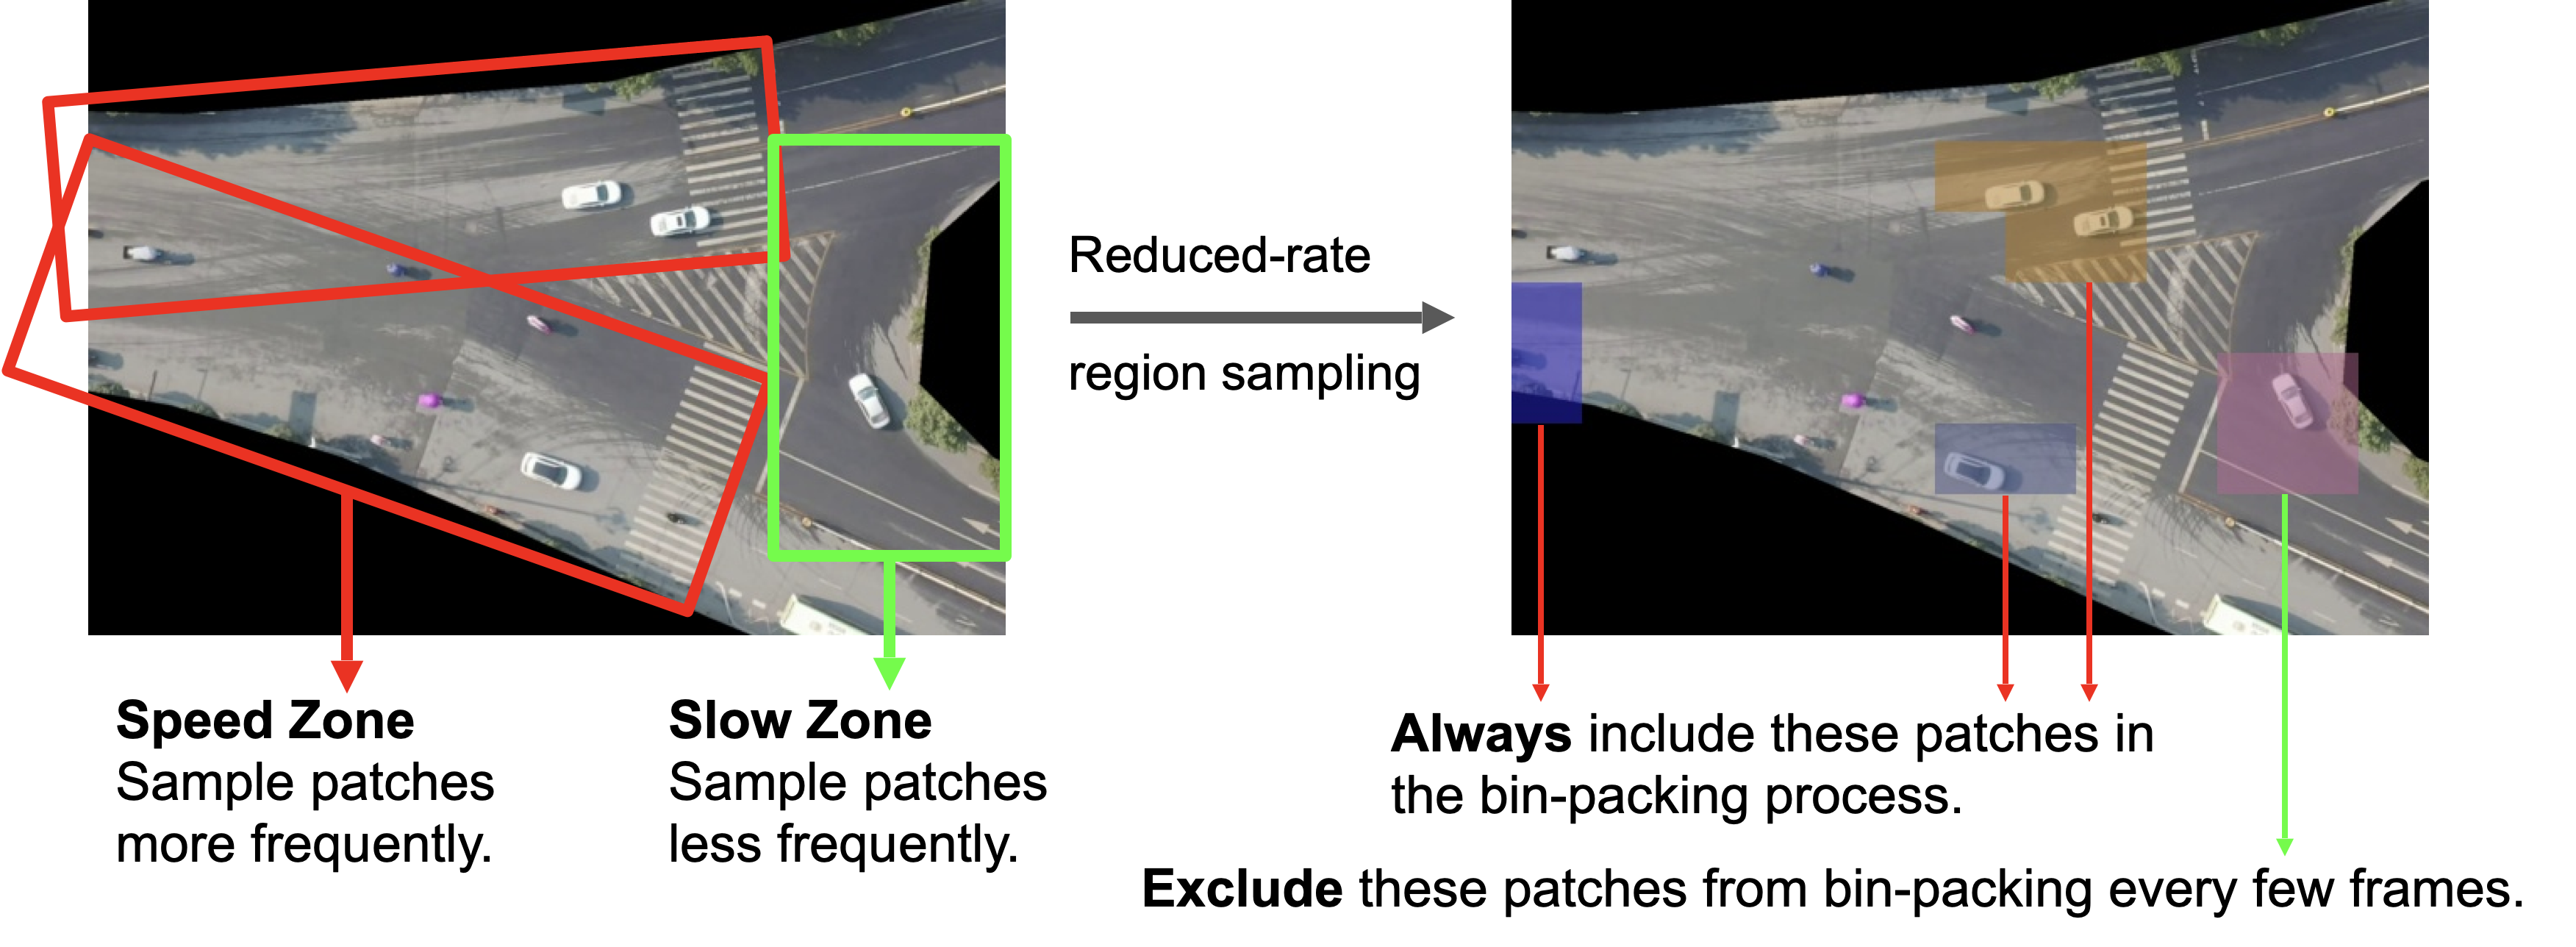 Reduced-rate
region sampling
Speed Zone
Sample patches
more frequently.
Slow Zone
Sample patches
less frequently.
Always include these patches in
the bin-packing process.
Exclude these patches from bin-packing every few frames.